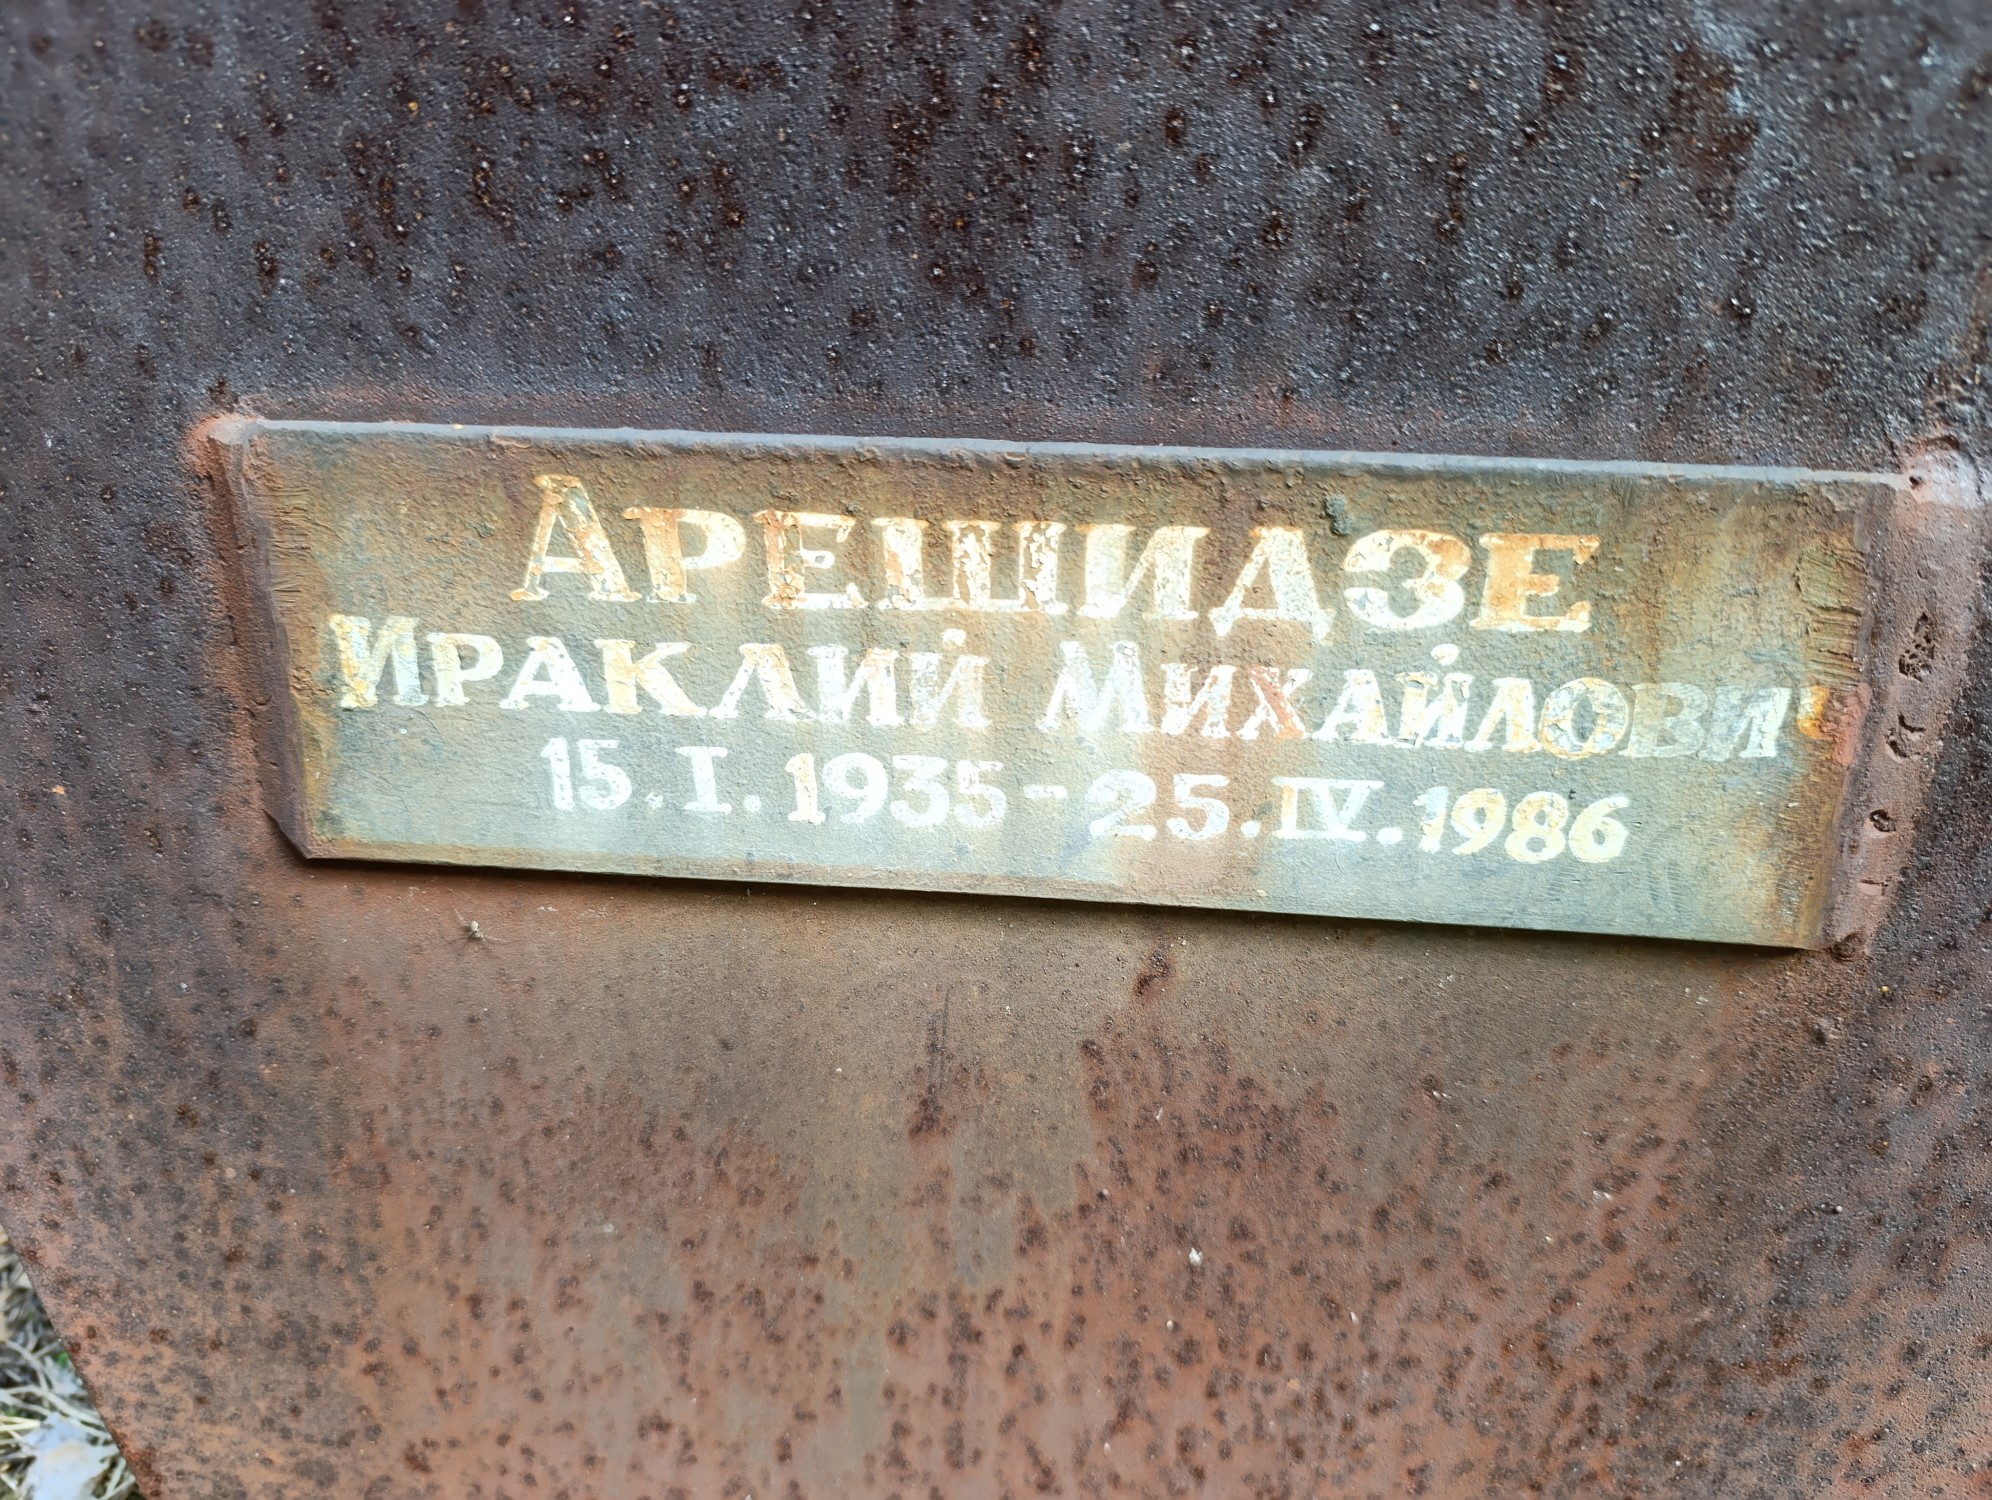 Арешидзе
Ираклий Михайлович
15.I.1935-25.IV.1986